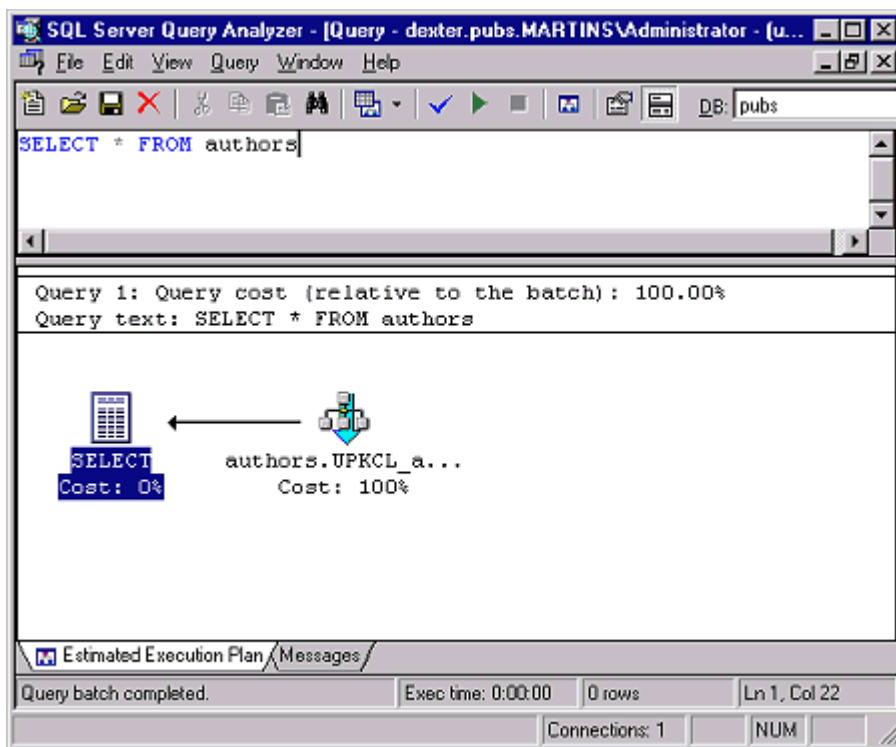 SQL Server Query Analyzer - [Query - dexter.pubs.MARTINS\Administrator - (u...
File Edit View Query Window Help
DB: pubs
SELECT * FROM authors
Query 1: Query cost (relative to the batch): 100.00%
Query text: SELECT * FROM authors
SELECT authors.UPKCL_a...
Cost: 0% Cost: 100%
Estimated Execution Plan Messages
Query batch completed. Exec time: 0:00:00 0 rows Ln 1, Col 22
Connections: 1 NUM